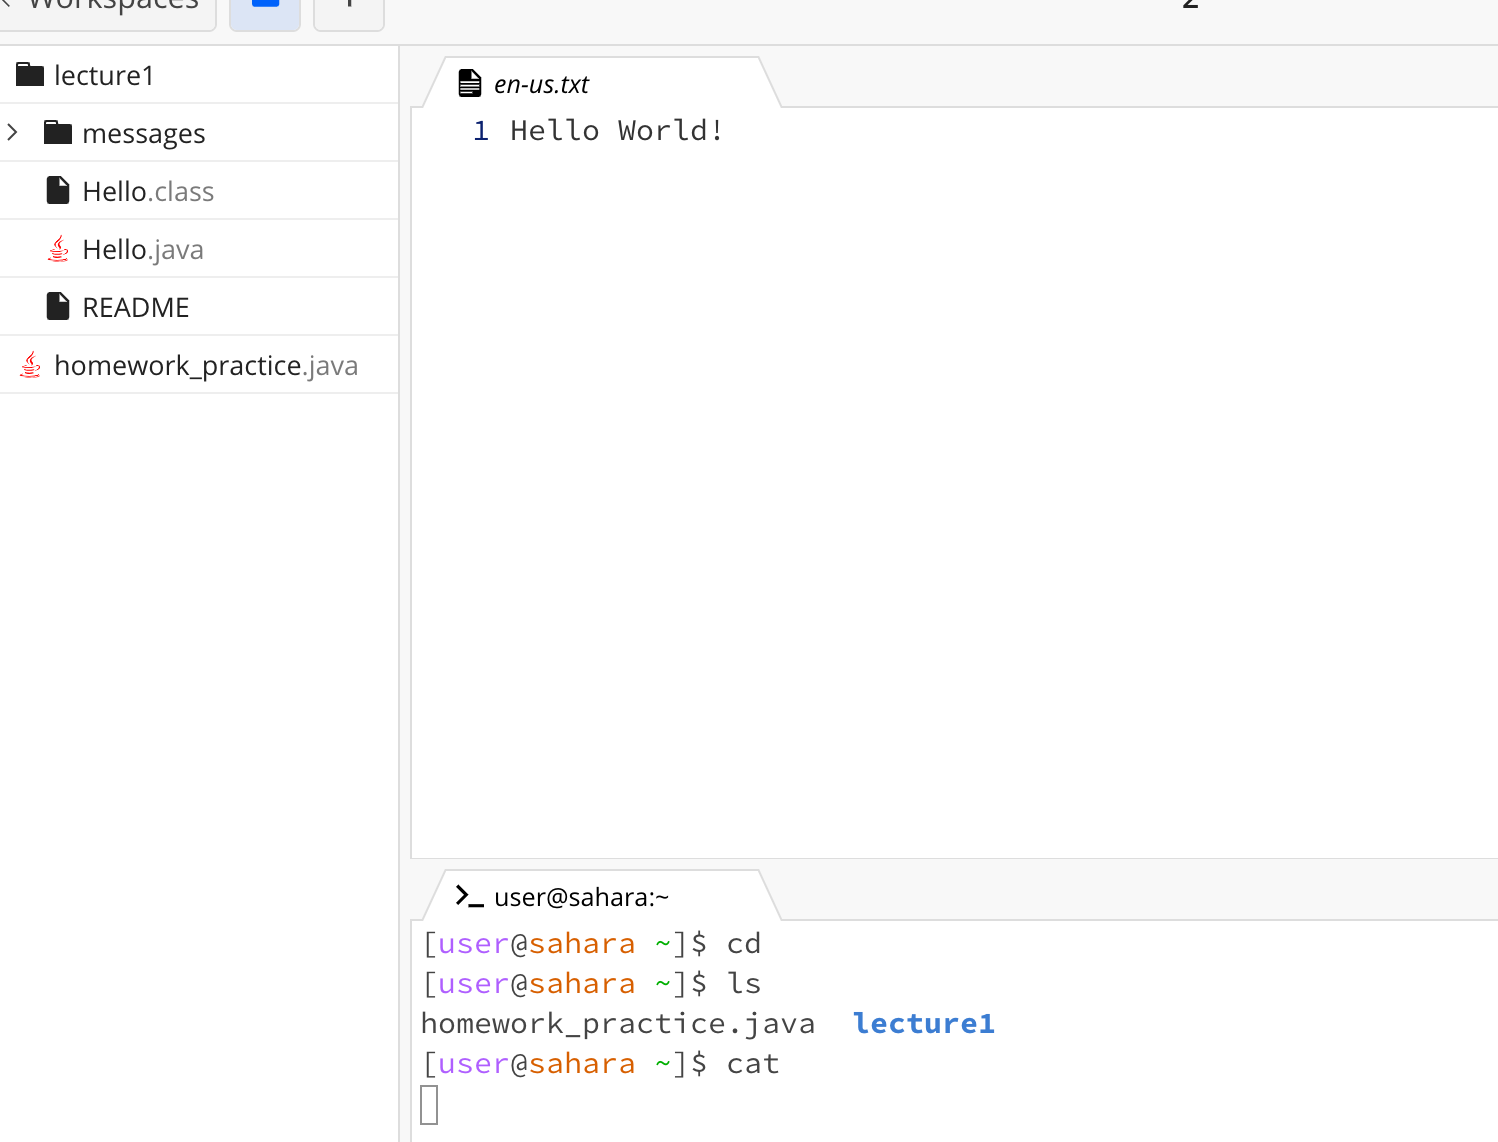 Workspaces
lecture1
messages
Hello.class
Hello.java
README
homework_practice.java
en-us.txt
1 Hello World!
user@sahara:~
[user@sahara ~]$ cd
[user@sahara ~]$ ls
homework_practice.java lecture1
[user@sahara ~]$ cat